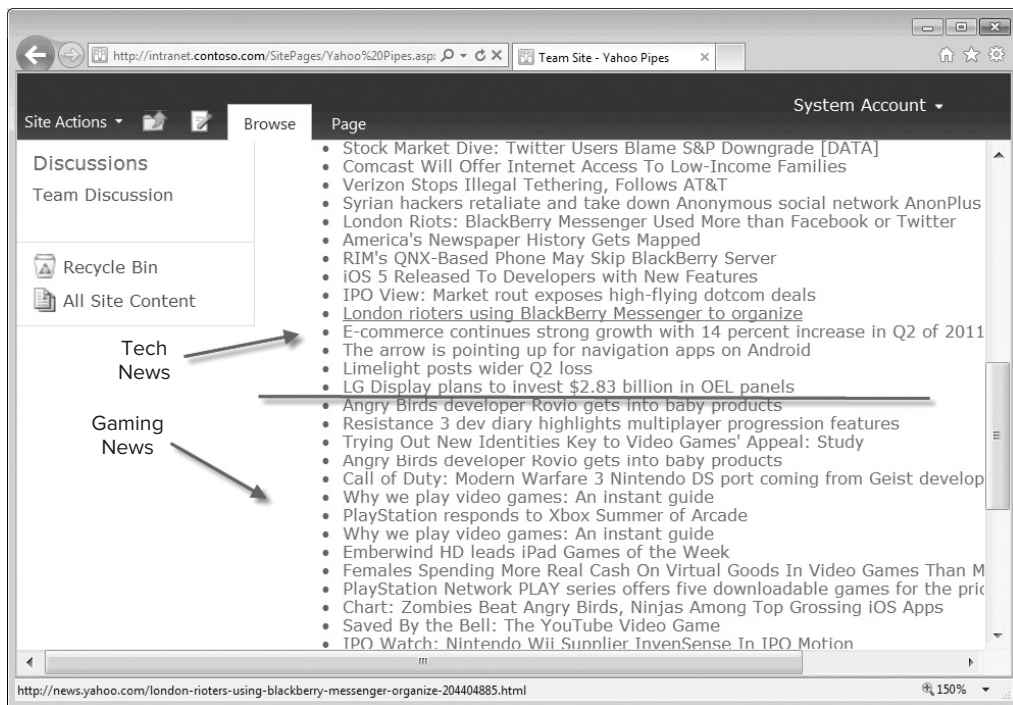 http://intranet.contoso.com/SitePages/Yahoo%20Pipes.asp
Team Site - Yahoo Pipes
System Account
Site Actions
Browse
Page
Discussions
Team Discussion
Recycle Bin
All Site Content
Tech
News
Gaming
News
Stock Market Dive: Twitter Users Blame S&P Downgrade [DATA]
Comcast Will Offer Internet Access To Low-Income Families
Verizon Stops Illegal Tethering, Follows AT&T
Syrian hackers retaliate and take down Anonymous social network AnonPlus
London Riots: BlackBerry Messenger Used More than Facebook or Twitter
America's Newspaper History Gets Mapped
RIM's QNX-Based Phone May Skip BlackBerry Server
iOS 5 Released To Developers with New Features
IPO View: Market rout exposes high-flying dotcom deals
London rioters using BlackBerry Messenger to organize
E-commerce continues strong growth with 14 percent increase in Q2 of 2011
The arrow is pointing up for navigation apps on Android
Limelight posts wider Q2 loss
LG Display plans to invest $2.83 billion in OEL panels
Angry Birds developer Rovio gets into baby products
Resistance 3 dev diary highlights multiplayer progression features
Trying Out New Identities Key to Video Games' Appeal: Study
Angry Birds developer Rovio gets into baby products
Call of Duty: Modern Warfare 3 Nintendo DS port coming from Geist develop
Why we play video games: An instant guide
PlayStation responds to Xbox Summer of Arcade
Why we play video games: An instant guide
Emberwind HD leads iPad Games of the Week
Females Spending More Real Cash On Virtual Goods In Video Games Than M
PlayStation Network PLAY series offers five downloadable games for the pric
Chart: Zombies Beat Angry Birds, Ninjas Among Top Grossing iOS Apps
Saved By the Bell: The YouTube Video Game
IPO Watch: Nintendo Wii Supplier InvenSense In IPO Motion
http://news.yahoo.com/london-rioters-using-blackberry-messenger-organize-204404885.html
150%